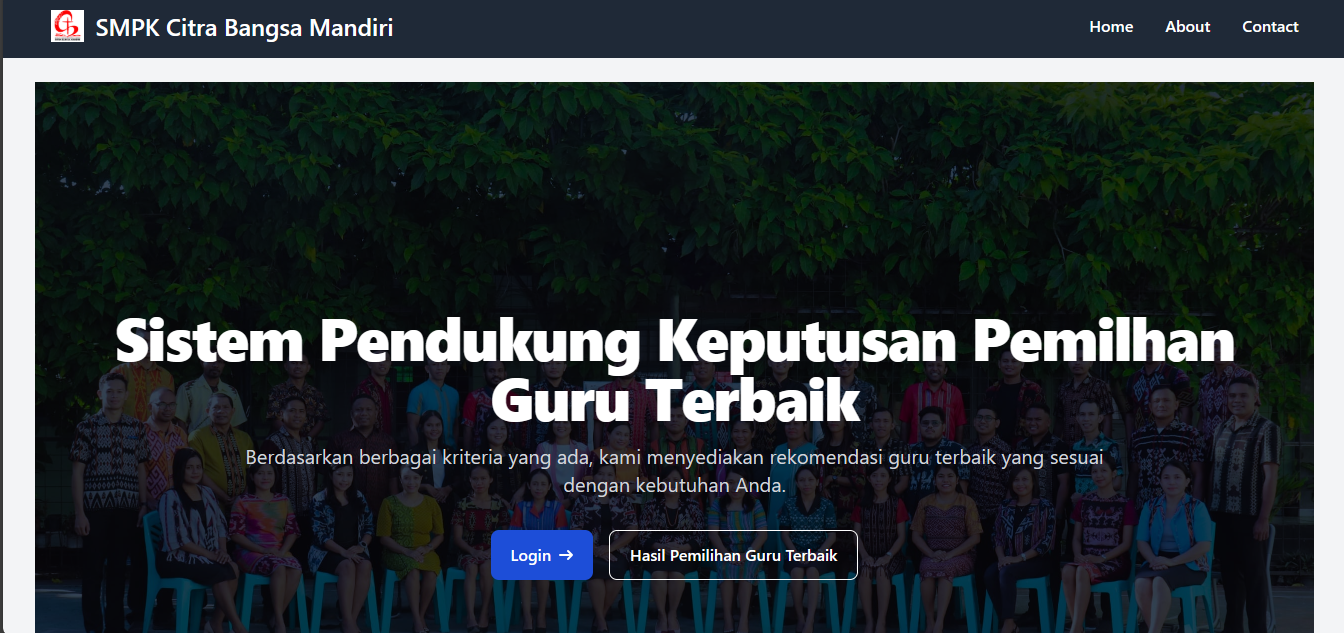 SMPK Citra Bangsa Mandiri
Home About Contact
Sistem Pendukung Keputusan Pemilhan
Guru Terbaik
Berdasarkan berbagai kriteria yang ada, kami menyediakan rekomendasi guru terbaik yang sesuai
dengan kebutuhan Anda.
Login →
Hasil Pemilihan Guru Terbaik